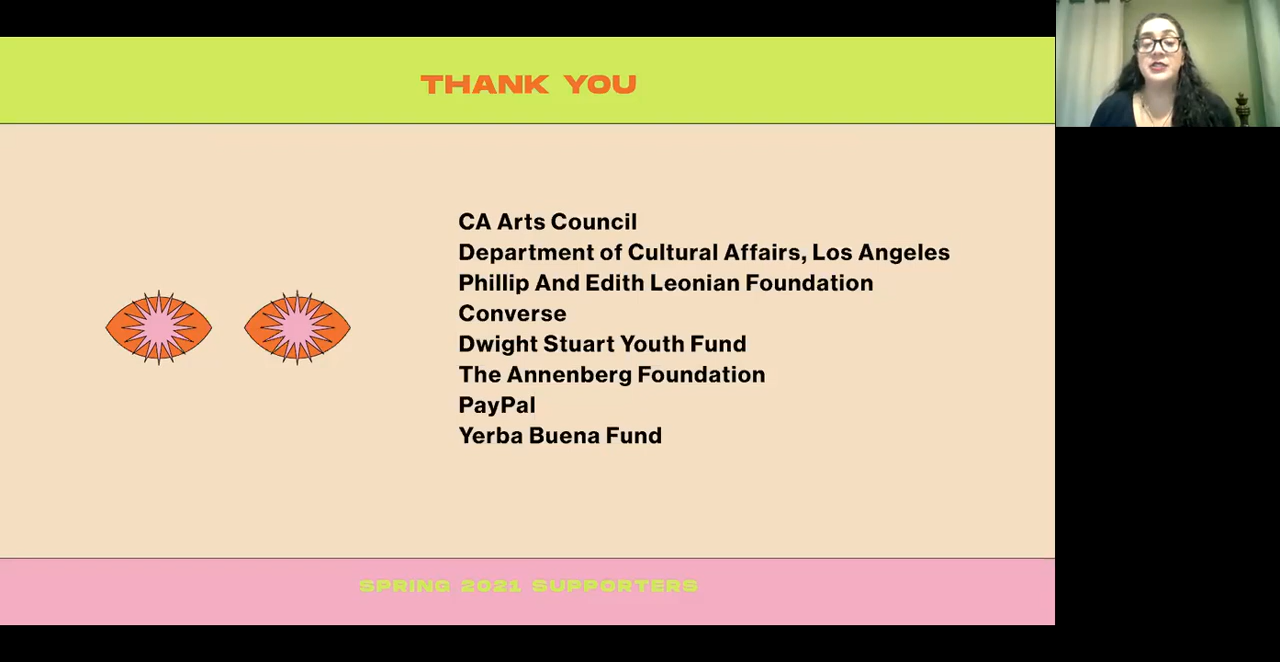 THANK YOU
CA Arts Council
Department of Cultural Affairs, Los Angeles
Phillip And Edith Leonian Foundation
Converse
Dwight Stuart Youth Fund
The Annenberg Foundation
PayPal
Yerba Buena Fund
SPRING 2021 SUPPORTERS